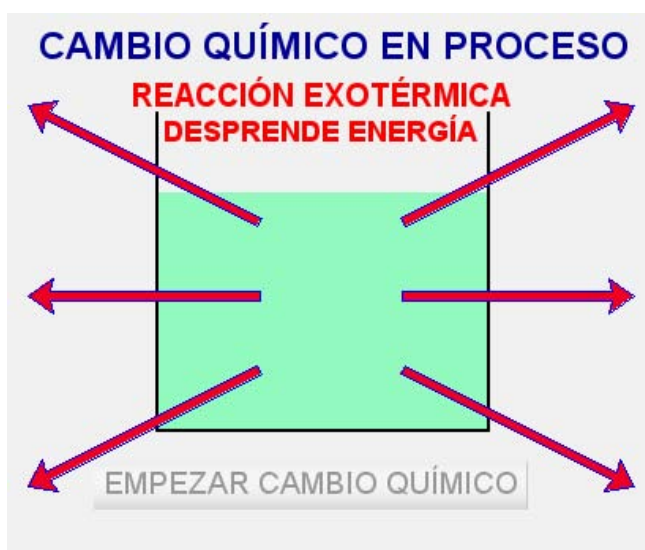 CAMBIO QUÍMICO EN PROCESO
REACCIÓN EXOTÉRMICA
DESPRENDE ENERGÍA
EMPEZAR CAMBIO QUÍMICO